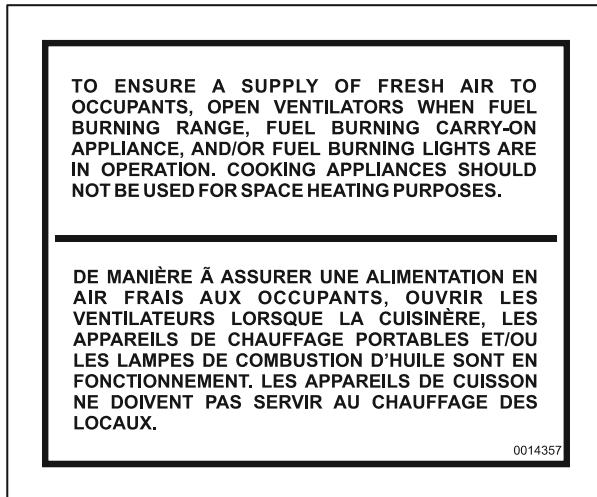 TO ENSURE A SUPPLY OF FRESH AIR TO
OCCUPANTS, OPEN VENTILATORS WHEN FUEL
BURNING RANGE, FUEL BURNING CARRY-ON
APPLIANCE, AND/OR FUEL BURNING LIGHTS ARE
IN OPERATION. COOKING APPLIANCES SHOULD
NOT BE USED FOR SPACE HEATING PURPOSES.
DE MANIÈRE Ã ASSURER UNE ALIMENTATION EN
AIR FRAIS AUX OCCUPANTS, OUVRIR LES
VENTILATEURS LORSQUE LA CUISINÈRE, LES
APPAREILS DE CHAUFFAGE PORTABLES ET/OU
LES LAMPES DE COMBUSTION D'HUILE SONT EN
FONCTIONNEMENT. LES APPAREILS DE CUISSON
NE DOIVENT PAS SERVIR AU CHAUFFAGE DES
LOCAUX.
0014357